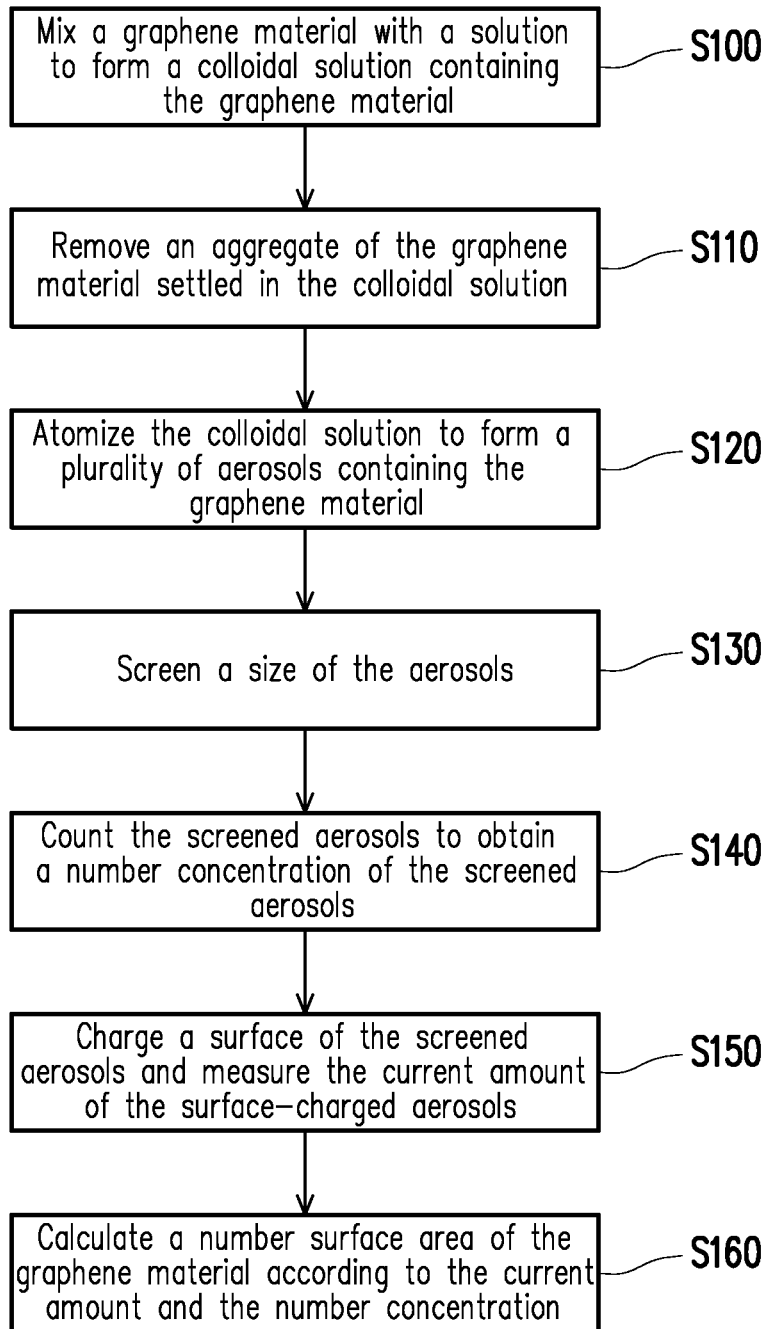 Mix a graphene material with a solution
to form a colloidal solution containing
the graphene material
S100
Remove an aggregate of the graphene
material settled in the colloidal solution
S110
Atomize the colloidal solution to form a
plurality of aerosols containing the
graphene material
S120
Screen a size of the aerosols
S130
Count the screened aerosols to obtain
a number concentration of the screened
aerosols
S140
Charge a surface of the screened
aerosols and measure the current amount
of the surface-charged aerosols
S150
Calculate a number surface area of the
graphene material according to the current
amount and the number concentration
S160